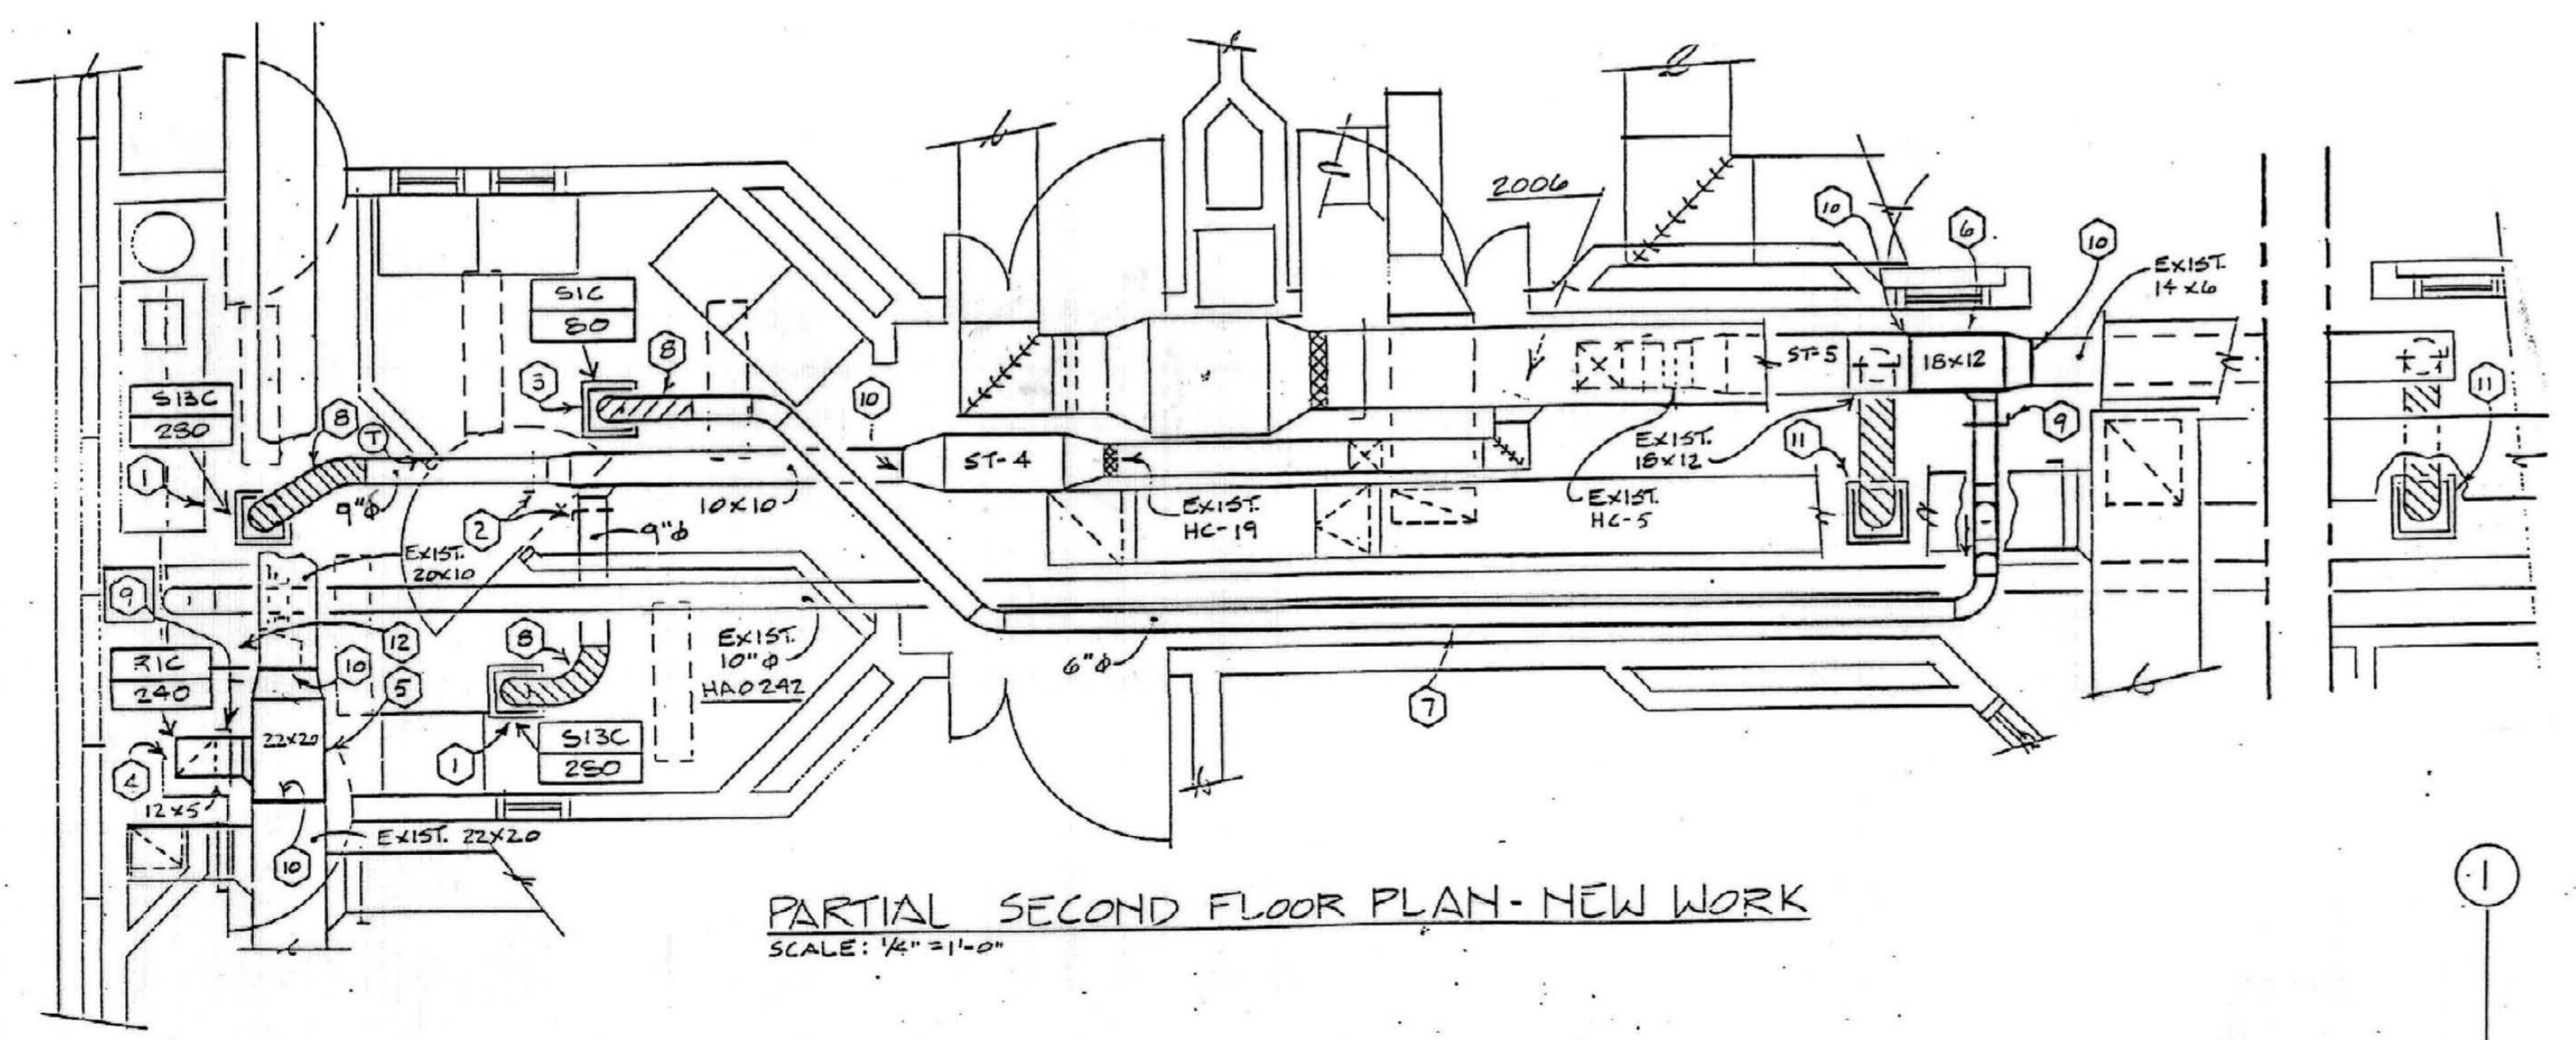 2006
10
6
10
EXIST.
14X6
S1C
80
8
3
10
ST-5
18X12
11
S13C
280
8
T
1
9"φ
2
9"φ
10X10
ST-4
EXIST.
HC-19
EXIST.
HC-5
EXIST.
18X12
11
9
EXIST.
20X10
9
12
R1C
240
10
5
8
EXIST.
10"φ
HA0242
6"φ
7
22X20
4
12X5
1
S13C
280
EXIST. 22X20
10
PARTIAL SECOND FLOOR PLAN - NEW WORK
SCALE: 1/4" = 1'-0"
1